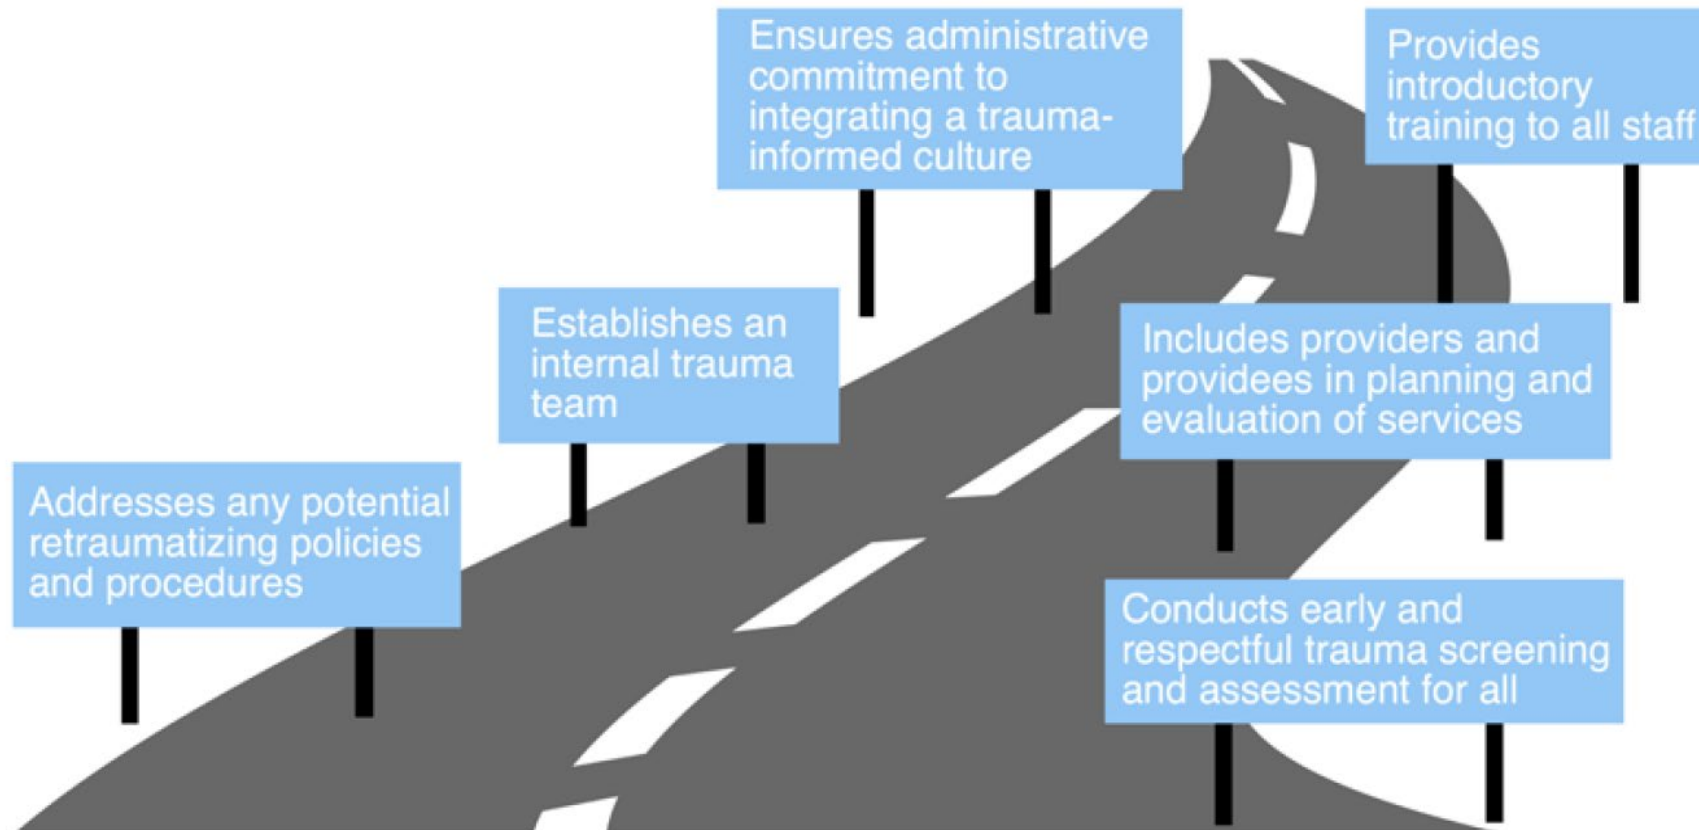 Ensures administrative
commitment to
integrating a trauma-
informed culture
Provides
introductory
training to all staff
Establishes an
internal trauma
team
Includes providers and
providees in planning and
evaluation of services
Addresses any potential
retraumatizing policies
and procedures
Conducts early and
respectful trauma screening
and assessment for all